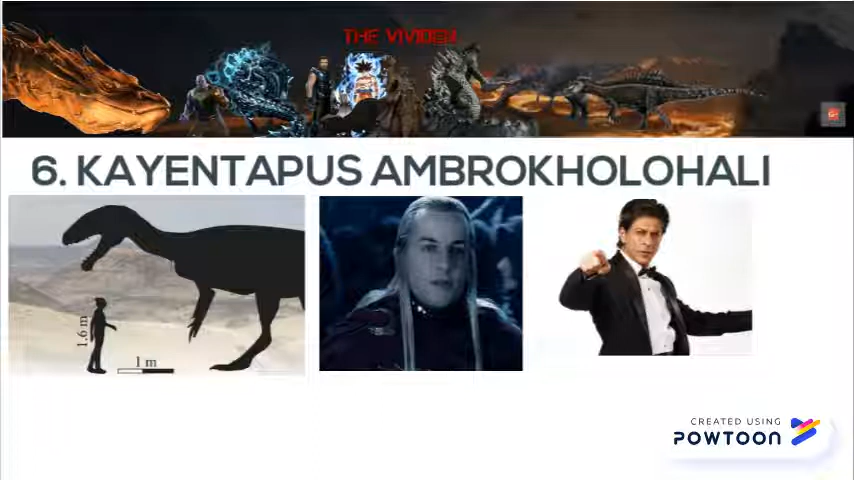 THE VIVIDEN
G+
6. KAYENTAPUS AMBROKHOLOHALI
1.6 m
1 m
CREATED USING
POWTOON